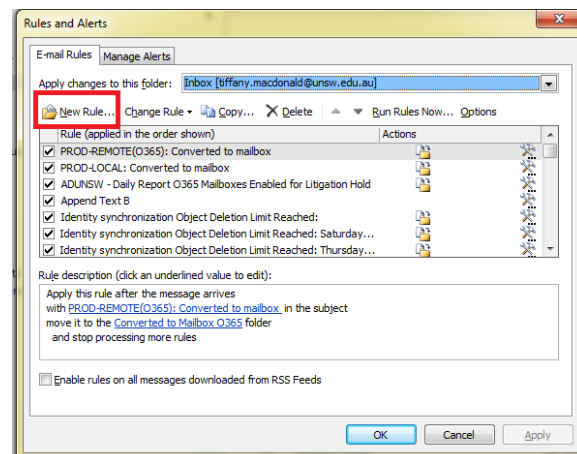 Rules and Alerts
E-mail Rules Manage Alerts
Apply changes to this folder: Inbox [tiffany.macdonald@unsw.edu.au]
New Rule... Change Rule Copy... Delete Run Rules Now... Options
Rule (applied in the order shown) Actions
PROD-REMOTE(O365): Converted to mailbox
PROD-LOCAL: Converted to mailbox
ADUNSW - Daily Report O365 Mailboxes Enabled for Litigation Hold
Append Text B
Identity synchronization Object Deletion Limit Reached:
Identity synchronization Object Deletion Limit Reached: Saturday...
Identity synchronization Object Deletion Limit Reached: Thursday...
Rule description (click an underlined value to edit):
Apply this rule after the message arrives
with PROD-REMOTE(O365): Converted to mailbox in the subject
move it to the Converted to Mailbox O365 folder
and stop processing more rules
Enable rules on all messages downloaded from RSS Feeds
OK Cancel Apply